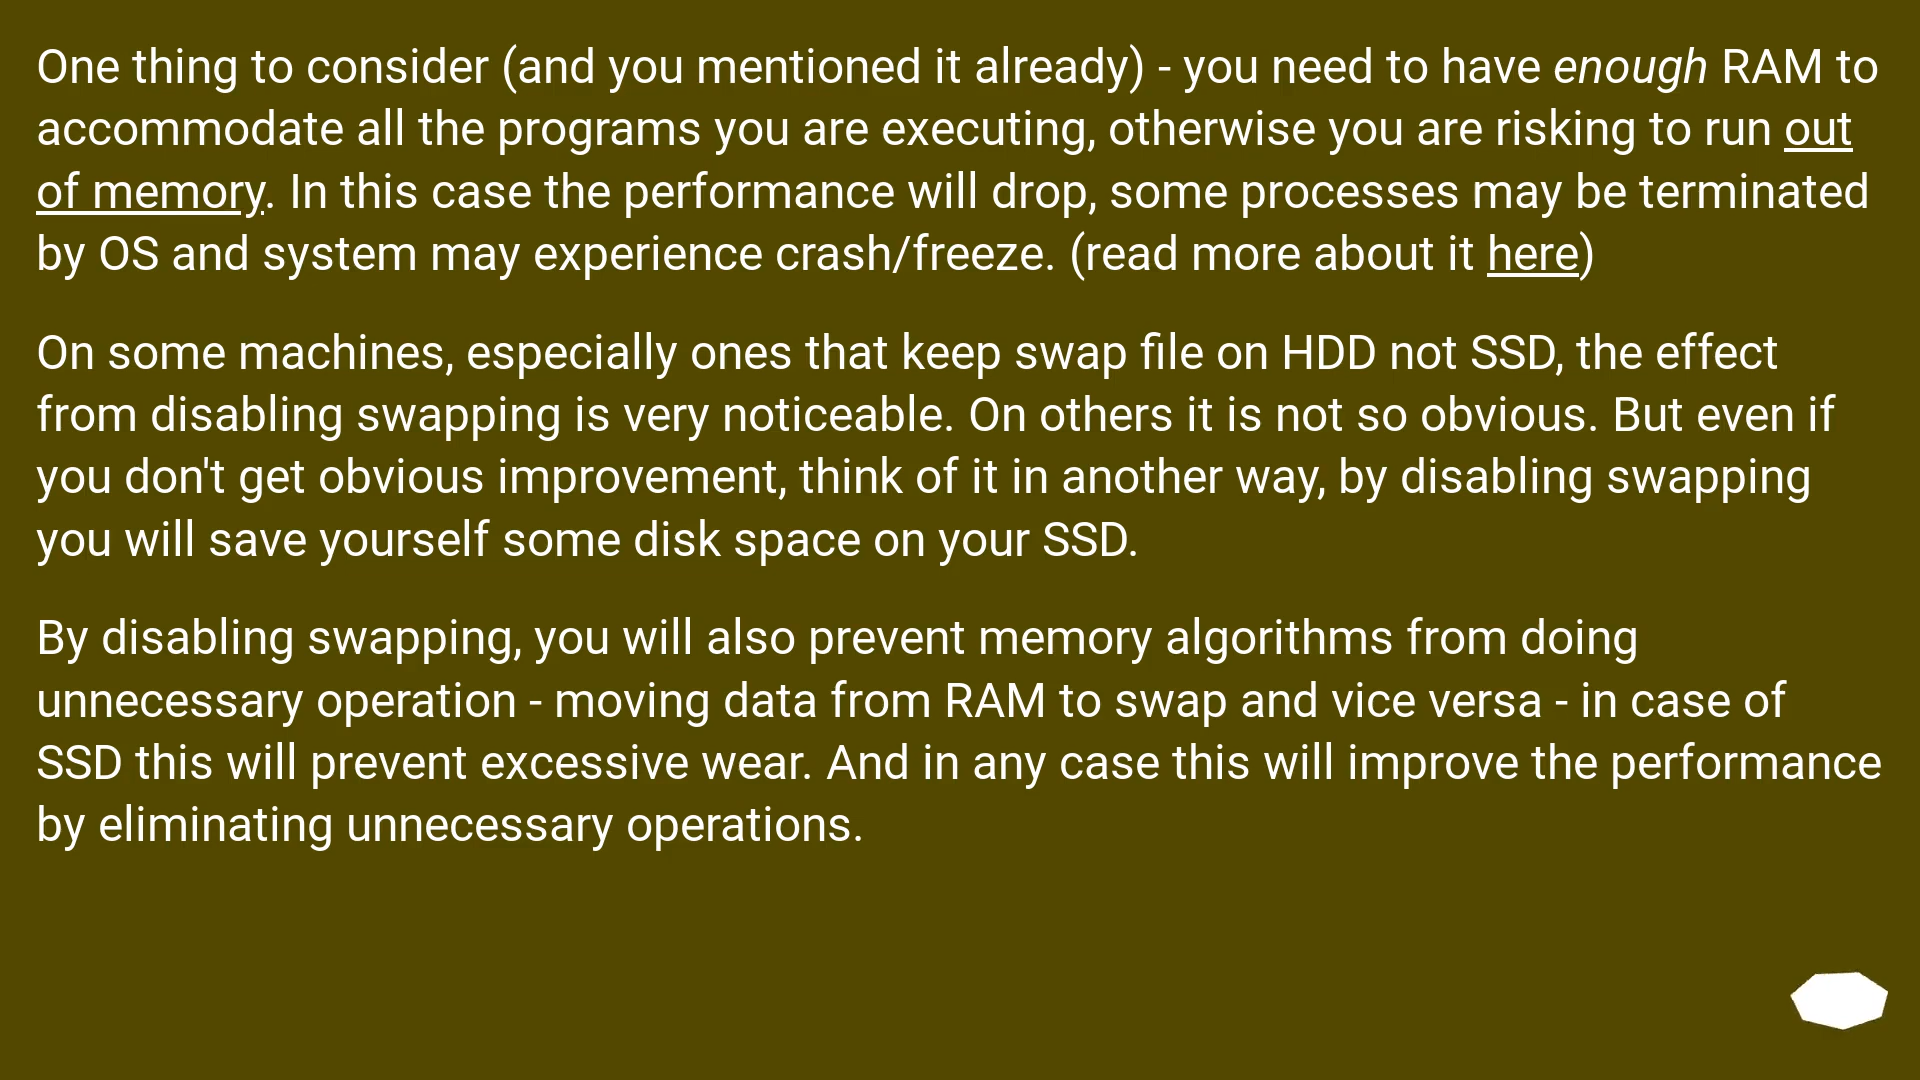 One thing to consider (and you mentioned it already) - you need to have enough RAM to
accommodate all the programs you are executing, otherwise you are risking to run out
of memory. In this case the performance will drop, some processes may be terminated
by OS and system may experience crash/freeze. (read more about it here)
On some machines, especially ones that keep swap file on HDD not SSD, the effect
from disabling swapping is very noticeable. On others it is not so obvious. But even if
you don't get obvious improvement, think of it in another way, by disabling swapping
you will save yourself some disk space on your SSD.
By disabling swapping, you will also prevent memory algorithms from doing
unnecessary operation - moving data from RAM to swap and vice versa - in case of
SSD this will prevent excessive wear. And in any case this will improve the performance
by eliminating unnecessary operations.